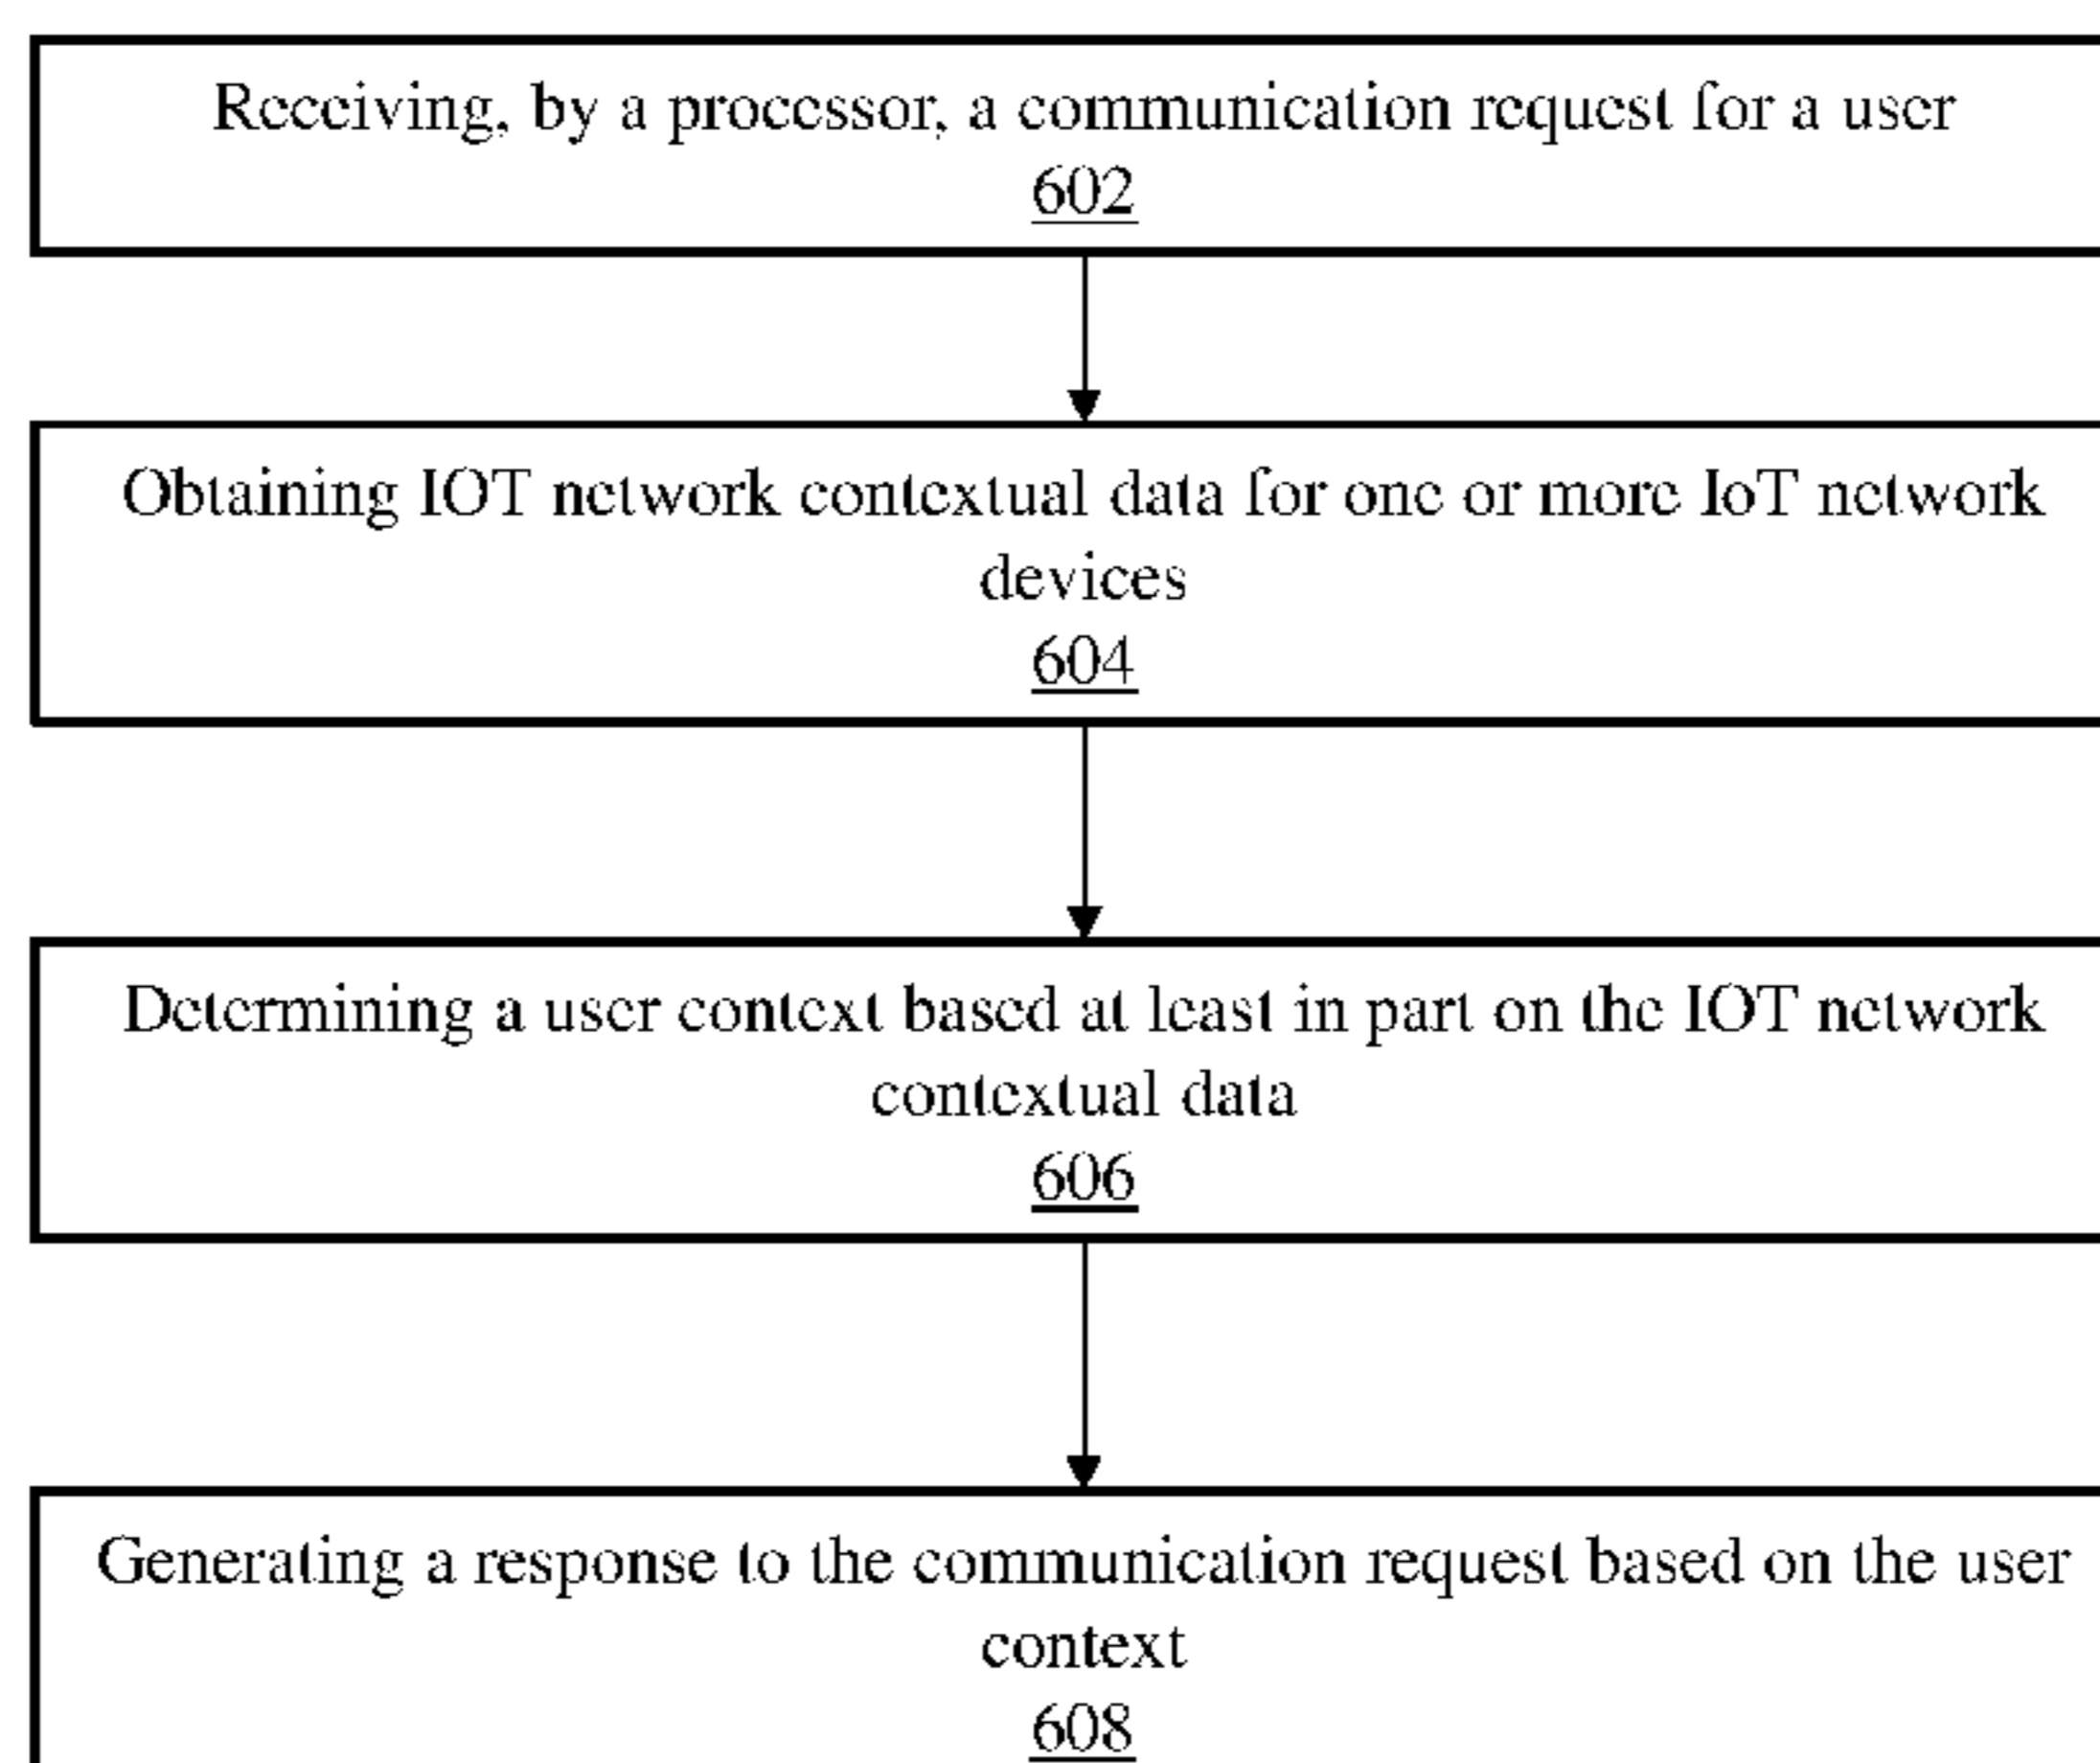 Receiving, by a processor, a communication request for a user
602
Obtaining IOT network contextual data for one or more IoT network
devices
604
Determining a user context based at least in part on the IOT network
contextual data
606
Generating a response to the communication request based on the user
context
608